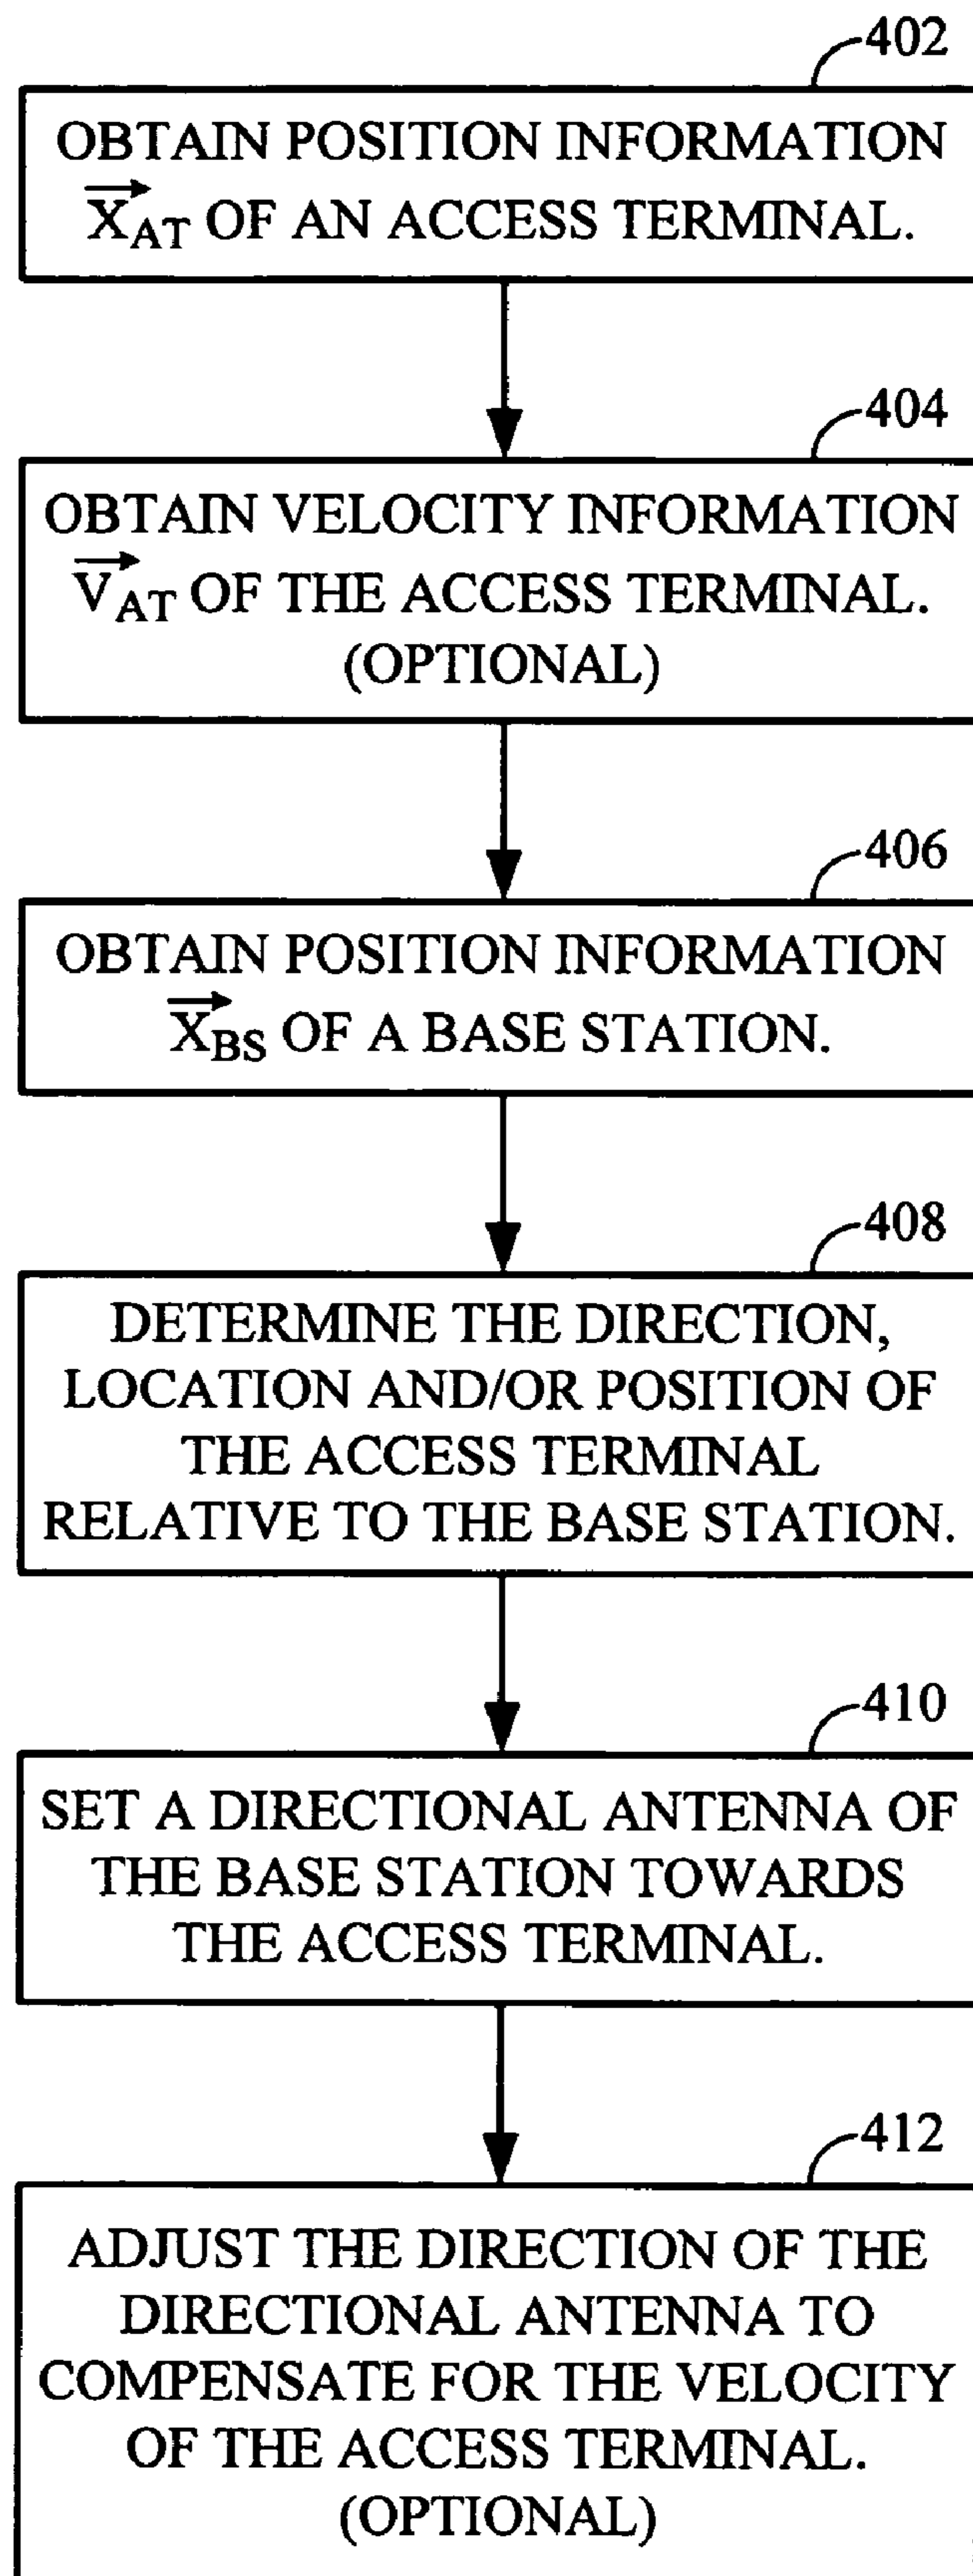 402
OBTAIN POSITION INFORMATION
X⃗AT OF AN ACCESS TERMINAL.
404
OBTAIN VELOCITY INFORMATION
V⃗AT OF THE ACCESS TERMINAL.
(OPTIONAL)
406
OBTAIN POSITION INFORMATION
X⃗BS OF A BASE STATION.
408
DETERMINE THE DIRECTION,
LOCATION AND/OR POSITION OF
THE ACCESS TERMINAL
RELATIVE TO THE BASE STATION.
410
SET A DIRECTIONAL ANTENNA OF
THE BASE STATION TOWARDS
THE ACCESS TERMINAL.
412
ADJUST THE DIRECTION OF THE
DIRECTIONAL ANTENNA TO
COMPENSATE FOR THE VELOCITY
OF THE ACCESS TERMINAL.
(OPTIONAL)